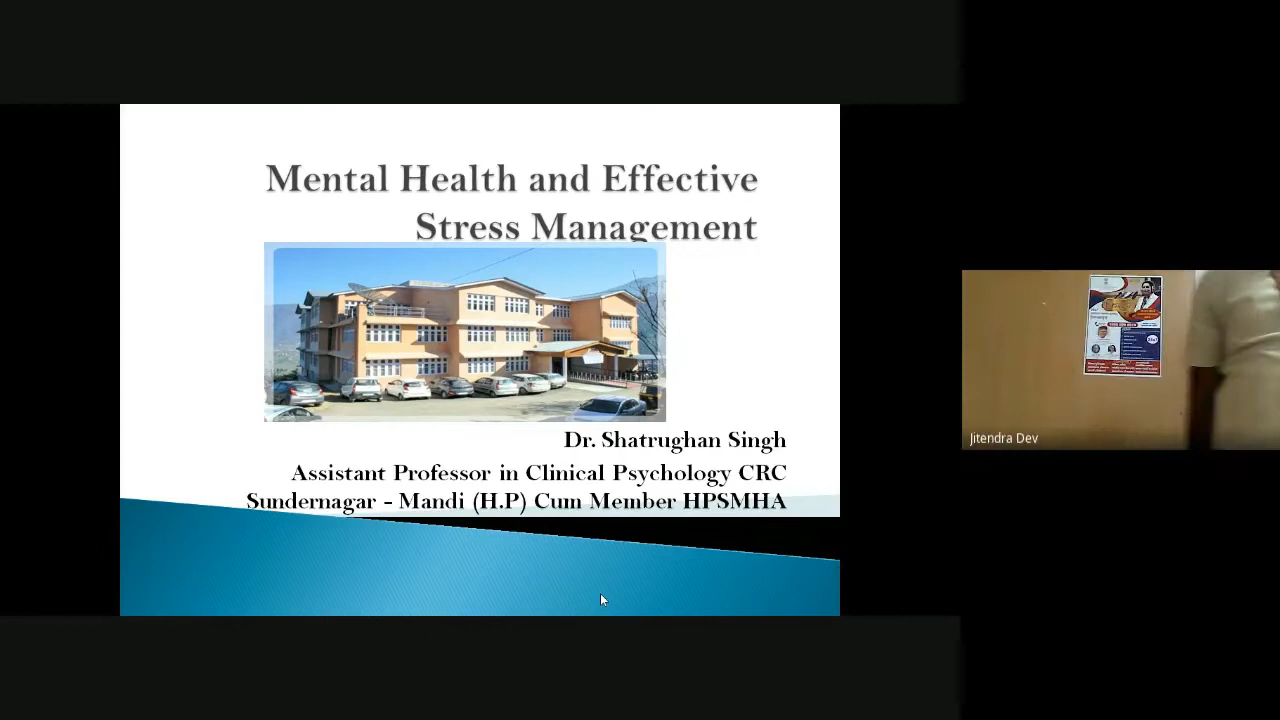 Mental Health and Effective
Stress Management
Dr. Shatrughan Singh
Assistant Professor in Clinical Psychology CRC
Sundernagar - Mandi (H.P) Cum Member HPSMHA
Jitendra Dev